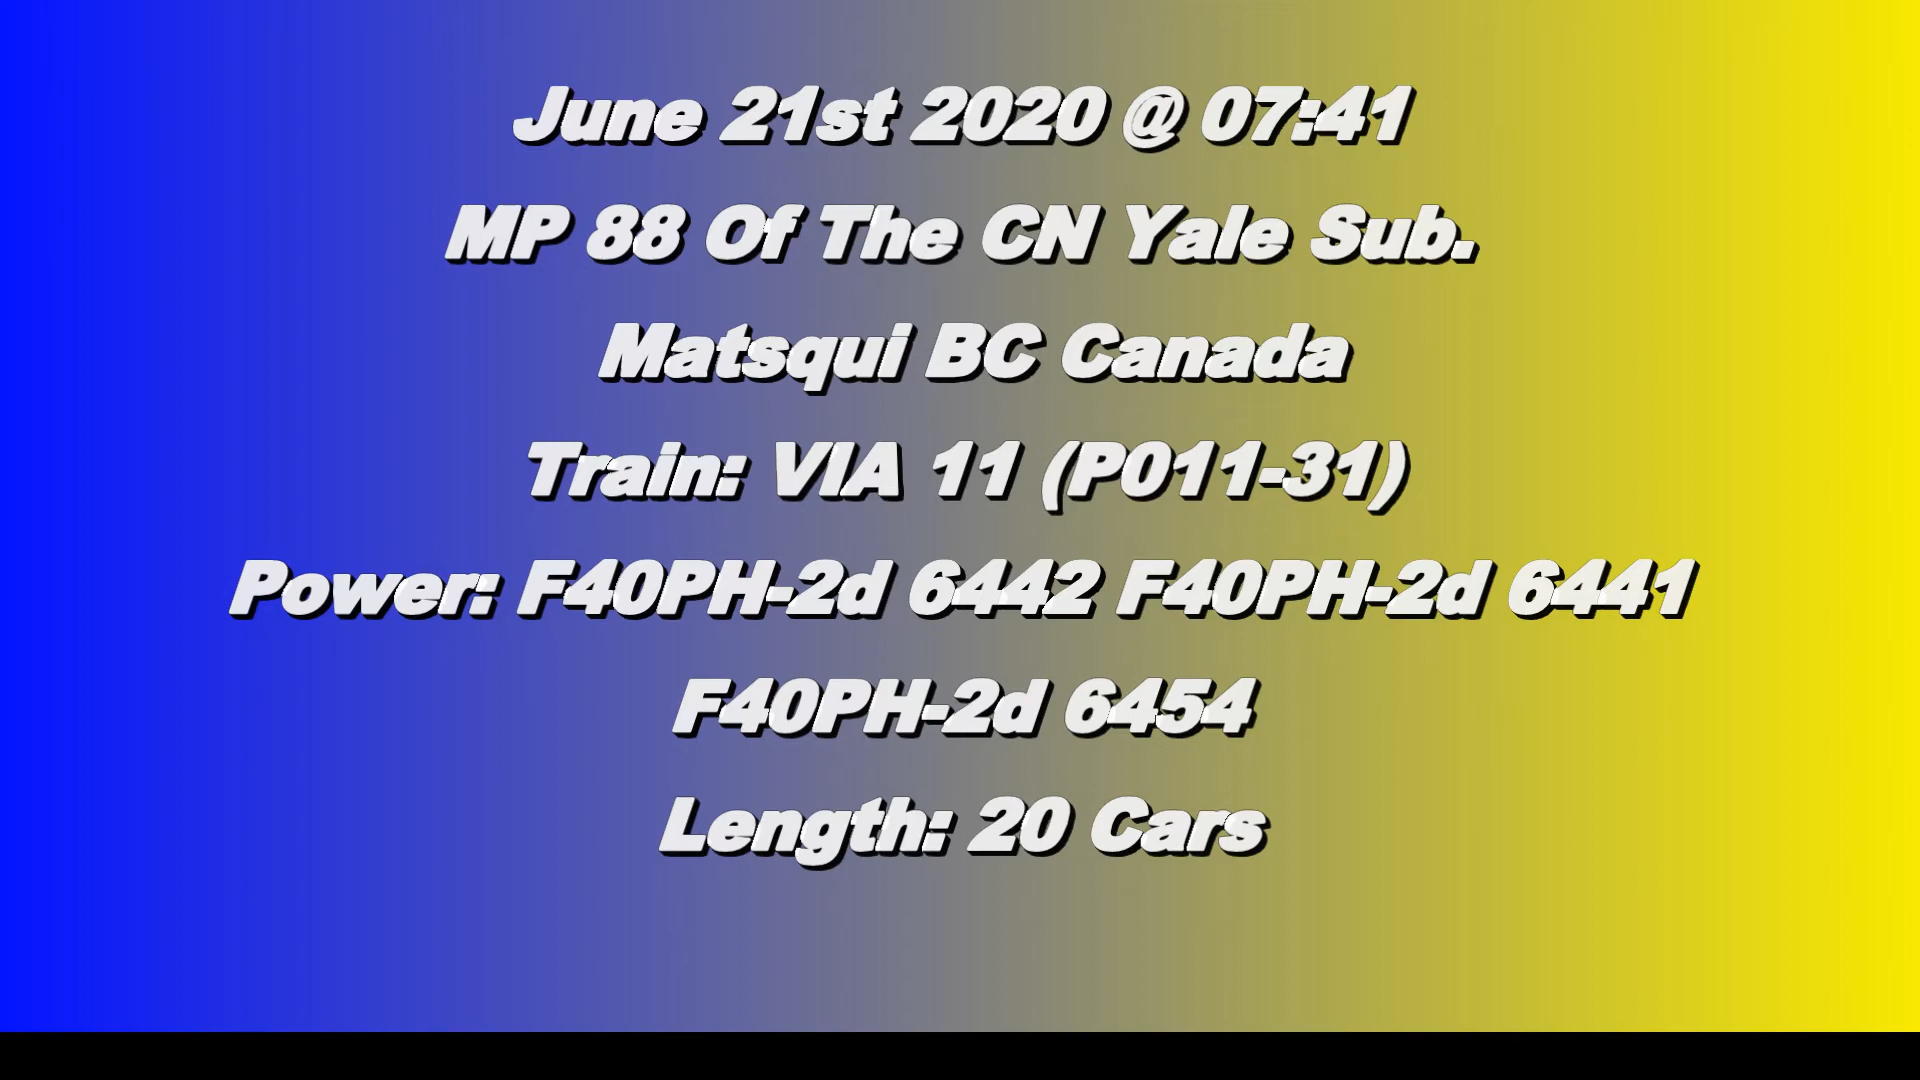 June 21st 2020 @ 07:41
MP 88 Of The CN Yale Sub.
Matsqui BC Canada
Train: VIA 11 (P011-31)
Power: F40PH-2d 6442 F40PH-2d 6441
F40PH-2d 6454
Length: 20 Cars